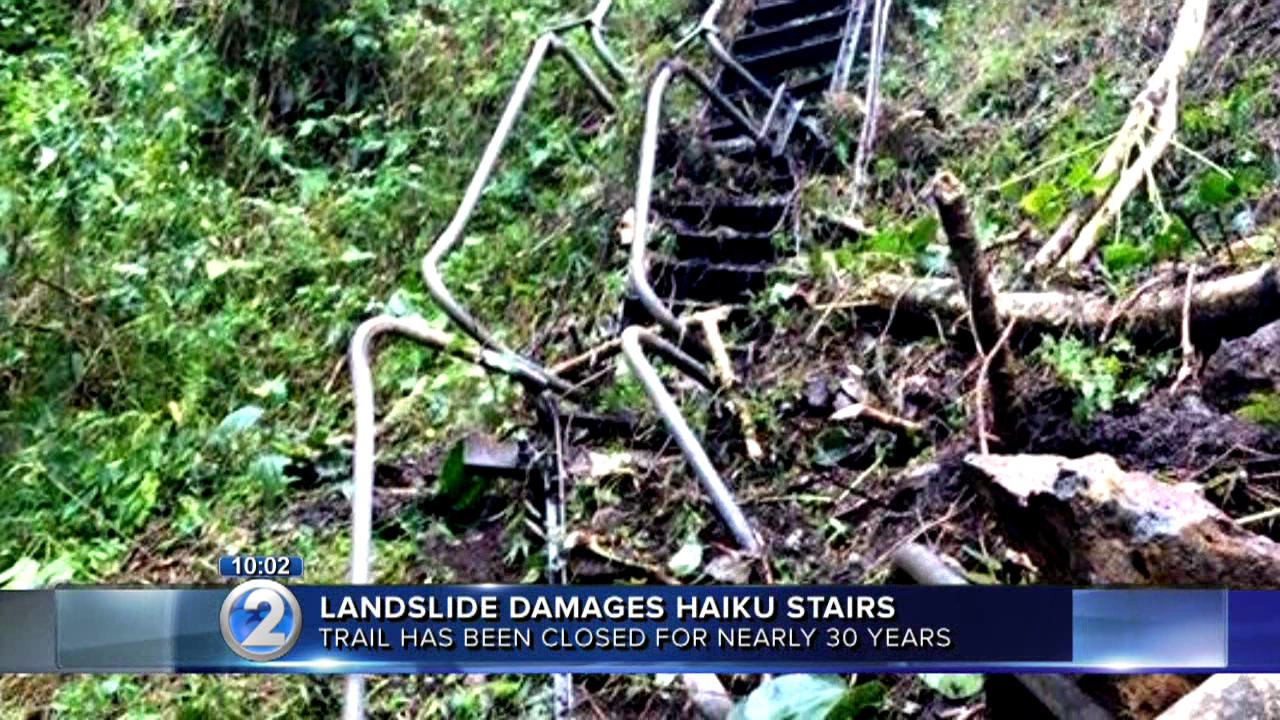 10:02
2
LANDSLIDE DAMAGES HAIKU STAIRS
TRAIL HAS BEEN CLOSED FOR NEARLY 30 YEARS